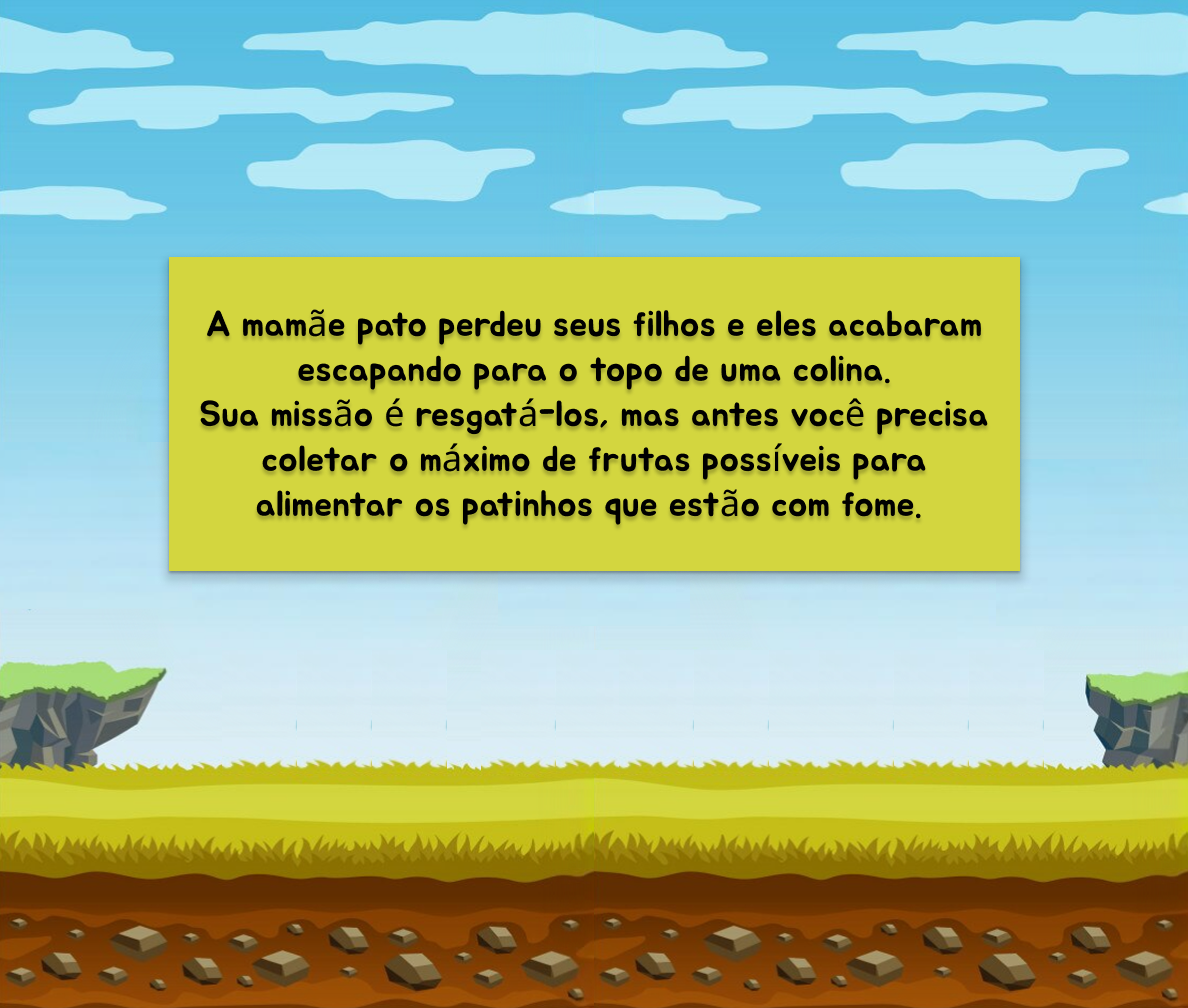 A mamãe pato perdeu seus filhos e eles acabaram
escapando para o topo de uma colina.
Sua missão é resgatá-los, mas antes você precisa
coletar o máximo de frutas possíveis para
alimentar os patinhos que estão com fome.